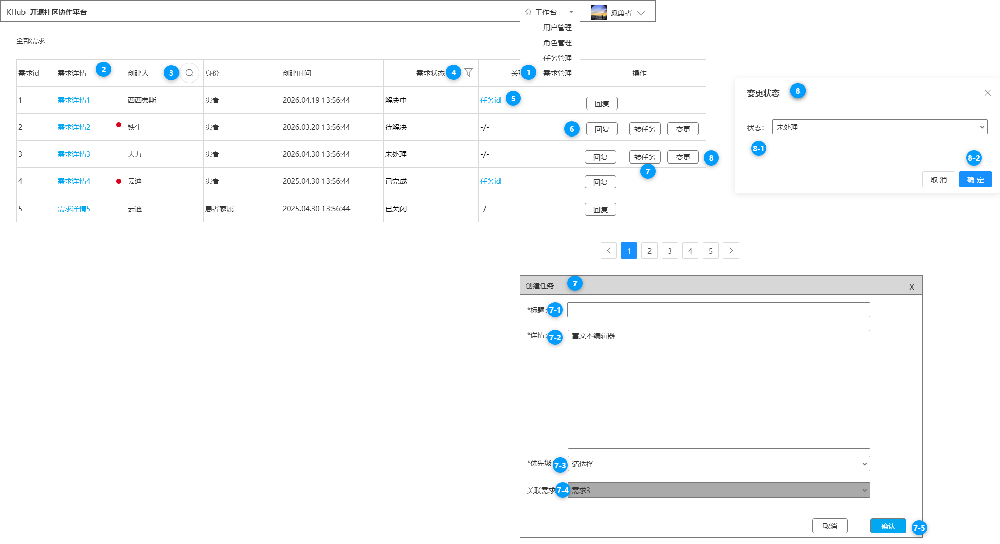 KHub 开源社区协作平台
工作台
孤勇者
用户管理
角色管理
任务管理
需求管理
全部需求
需求id 需求详情 2 创建人 3 身份 创建时间 需求状态 4 关联 1 操作
1 需求详情1 西西弗斯 患者 2026.04.19 13:56:44 解决中 任务id 5 回复
2 需求详情2 铁生 患者 2026.03.20 13:56:44 待解决 -/- 6 回复 转任务 变更
3 需求详情3 大力 患者 2026.04.30 13:56:44 未处理 -/- 回复 转任务 变更 8
7
4 需求详情4 云迪 患者 2025.04.30 13:56:44 已完成 任务id 回复
5 需求详情5 云迪 患者家属 2025.04.30 13:56:44 已关闭 -/- 回复
1 2 3 4 5
变更状态 8
状态： 未处理
8-1
8-2
取 消 确 定
创建任务 7 X
*标题： 7-1
*详情： 7-2 富文本编辑器
*优先级 7-3 请选择
关联需求 7-4 需求3
取消 确认 7-5